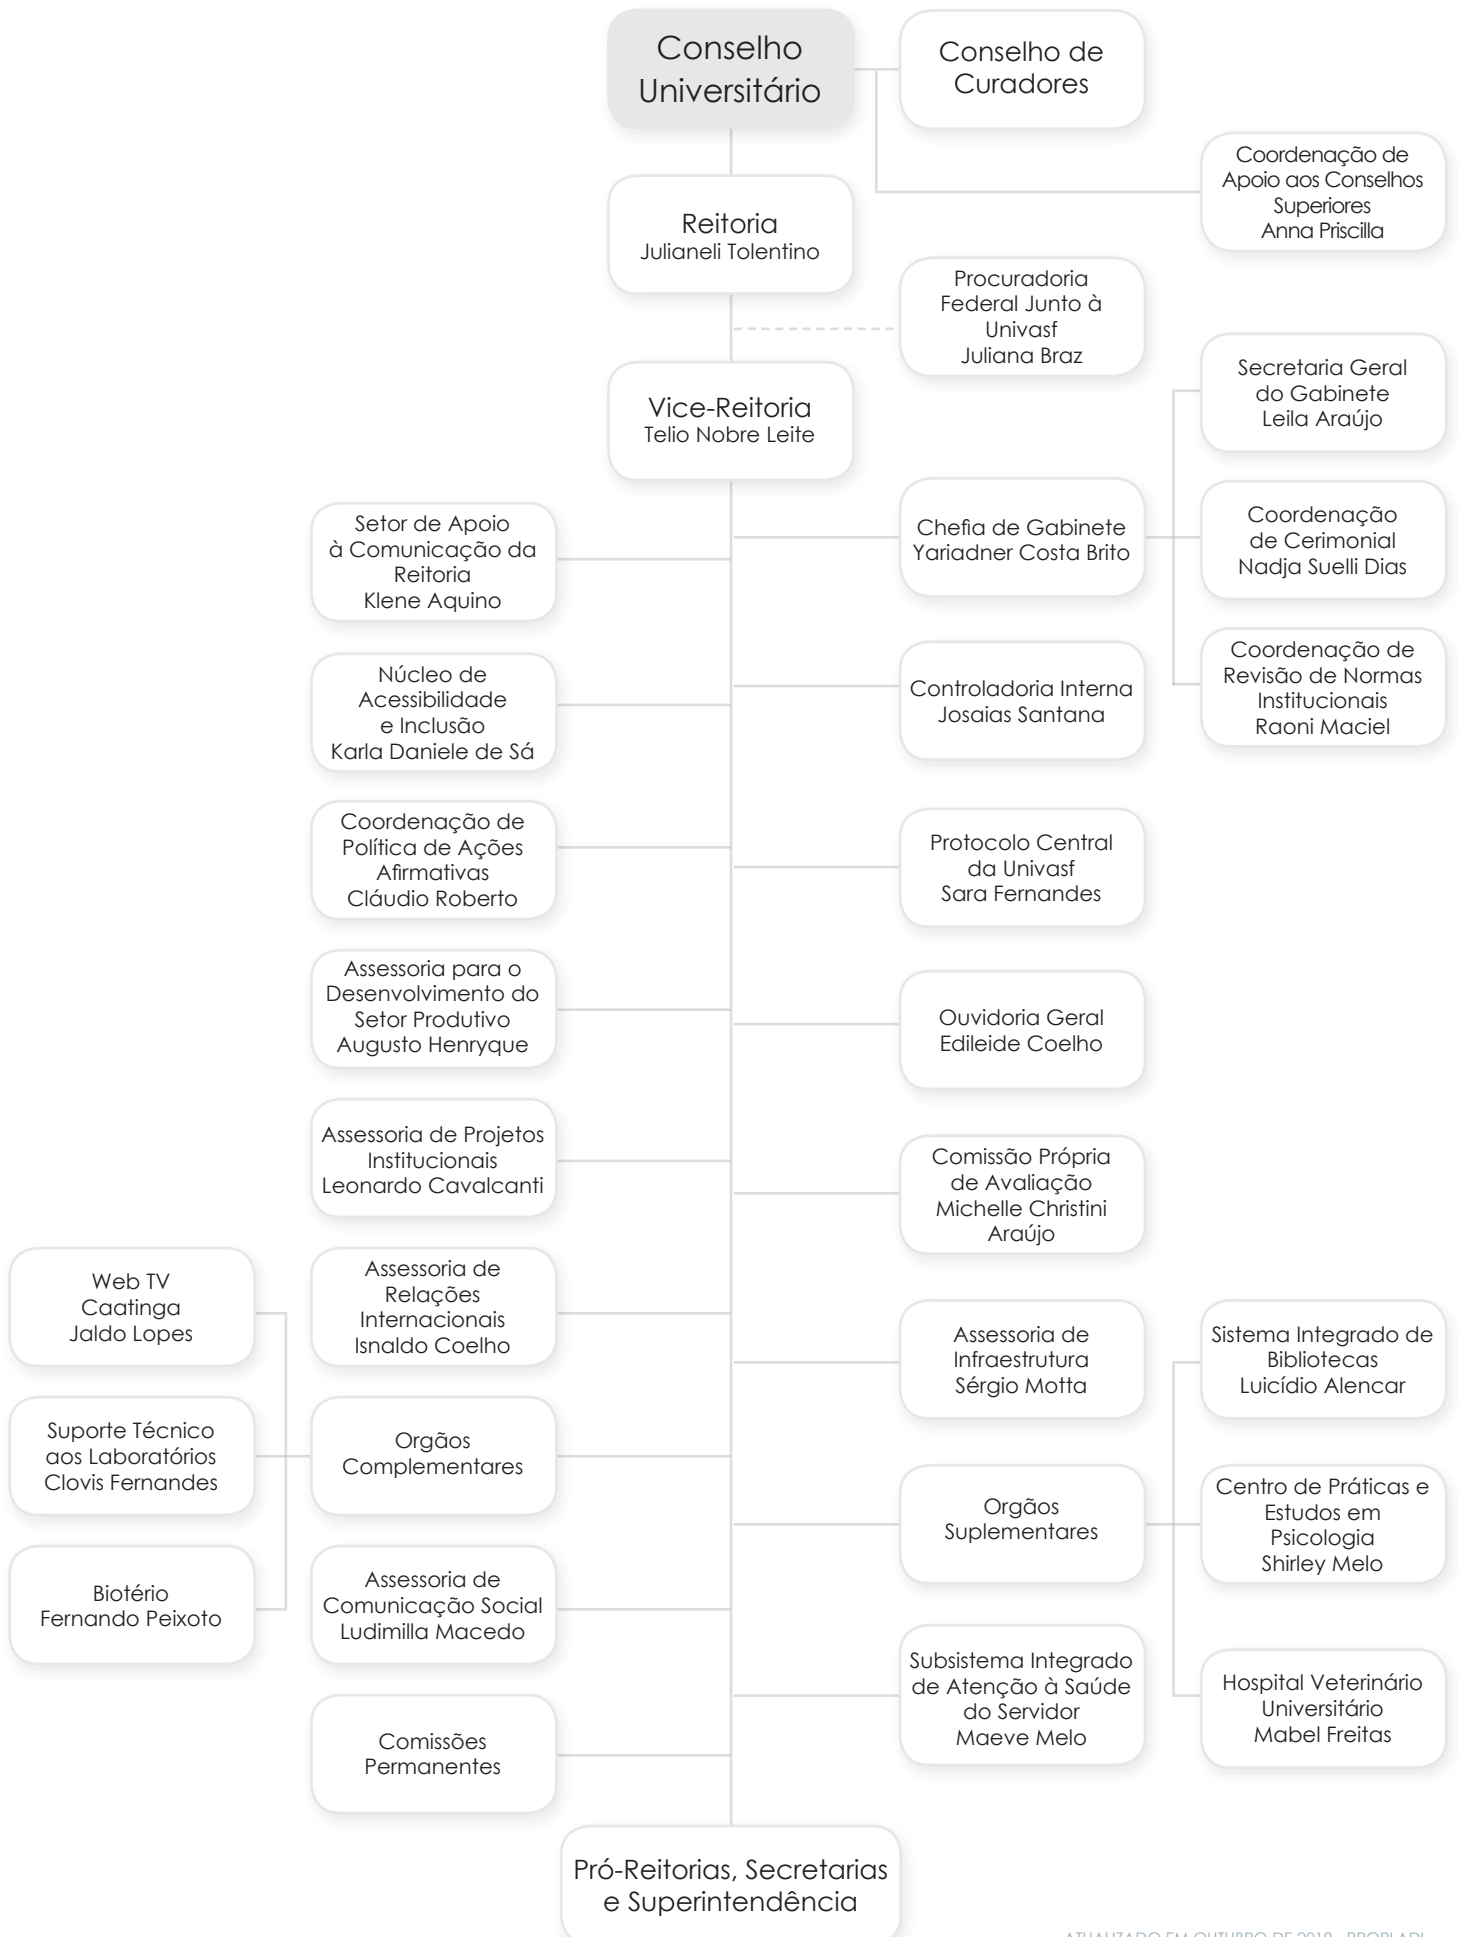 Conselho
Universitário
Conselho de
Curadores
Coordenação de
Apoio aos Conselhos
Superiores
Anna Priscilla
Reitoria
Julianeli Tolentino
Procuradoria
Federal Junto à
Univasf
Juliana Braz
Vice-Reitoria
Telio Nobre Leite
Secretaria Geral
do Gabinete
Leila Araújo
Chefia de Gabinete
Yariadner Costa Brito
Coordenação
de Cerimonial
Nadja Suelli Dias
Coordenação de
Revisão de Normas
Institucionais
Raoni Maciel
Setor de Apoio
à Comunicação da
Reitoria
Klene Aquino
Núcleo de
Acessibilidade
e Inclusão
Karla Daniele de Sá
Controladoria Interna
Josaias Santana
Coordenação de
Política de Ações
Afirmativas
Cláudio Roberto
Protocolo Central
da Univasf
Sara Fernandes
Assessoria para o
Desenvolvimento do
Setor Produtivo
Augusto Henryque
Ouvidoria Geral
Edileide Coelho
Assessoria de Projetos
Institucionais
Leonardo Cavalcanti
Comissão Própria
de Avaliação
Michelle Christini
Araújo
Web TV
Caatinga
Jaldo Lopes
Assessoria de
Relações
Internacionais
Isnaldo Coelho
Assessoria de
Infraestrutura
Sérgio Motta
Sistema Integrado de
Bibliotecas
Luicídio Alencar
Suporte Técnico
aos Laboratórios
Clovis Fernandes
Orgãos
Complementares
Orgãos
Suplementares
Centro de Práticas e
Estudos em
Psicologia
Shirley Melo
Biotério
Fernando Peixoto
Assessoria de
Comunicação Social
Ludimilla Macedo
Subsistema Integrado
de Atenção à Saúde
do Servidor
Maeve Melo
Hospital Veterinário
Universitário
Mabel Freitas
Comissões
Permanentes
Pró-Reitorias, Secretarias
e Superintendência
ATUALIZADO EM OUTUBRO DE 2019 - PROPLADI